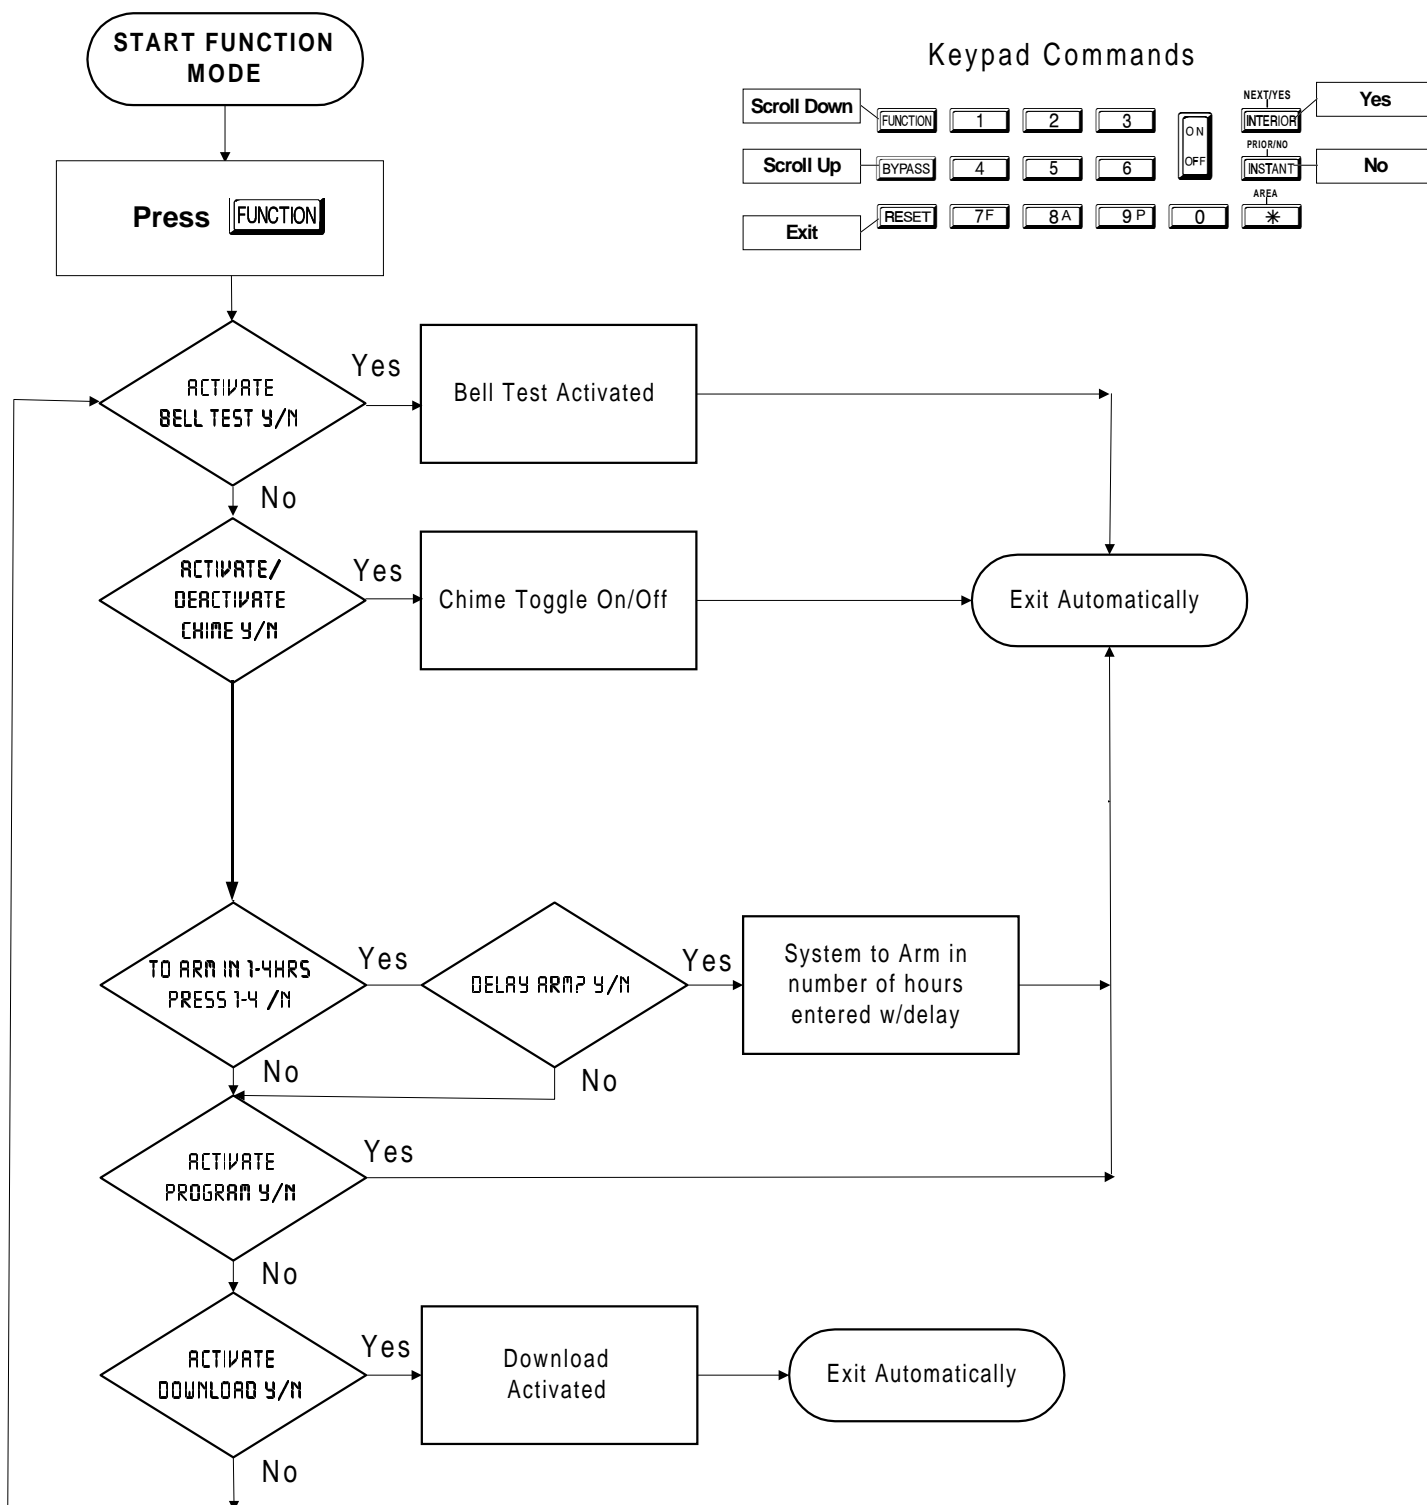 START FUNCTION
MODE
Press FUNCTION
Keypad Commands
Scroll Down
Scroll Up
Exit
FUNCTION 1 2 3
BYPASS 4 5 6
RESET 7 F 8 A 9 P 0 *
ON
OFF
NEXT/YES
INTERIOR
PRIOR/NO
INSTANT
AREA
Yes
No
ACTIVATE
BELL TEST Y/N
Yes
Bell Test Activated
No
ACTIVATE/
DEACTIVATE
CHIME Y/N
Yes
Chime Toggle On/Off
Exit Automatically
TO ARM IN 1-4HRS
PRESS 1-4 /N
Yes
DELAY ARM? Y/N
Yes
System to Arm in
number of hours
entered w/delay
No
No
ACTIVATE
PROGRAM Y/N
Yes
No
ACTIVATE
DOWNLOAD Y/N
Yes
Download
Activated
Exit Automatically
No